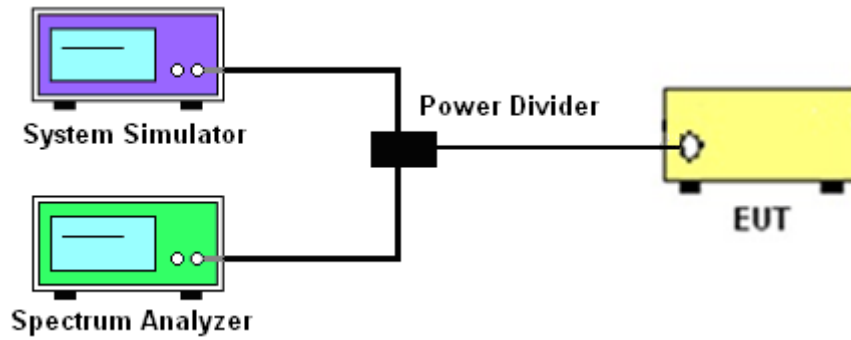 System Simulator
Power Divider
EUT
Spectrum Analyzer